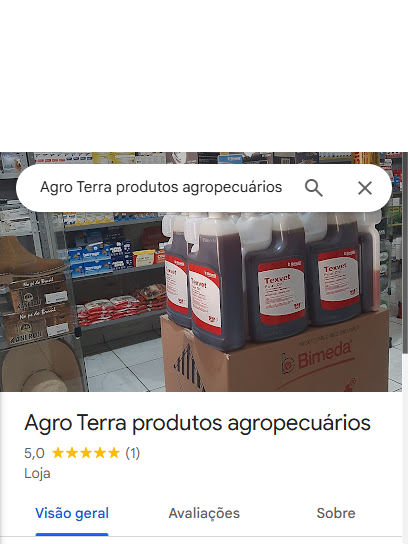 Agro Terra produtos agropecuários
Texvet
Texvet
Texvet
Bimeda
Agro Terra produtos agropecuários
5,0 (1)
Loja
Visão geral
Avaliações
Sobre